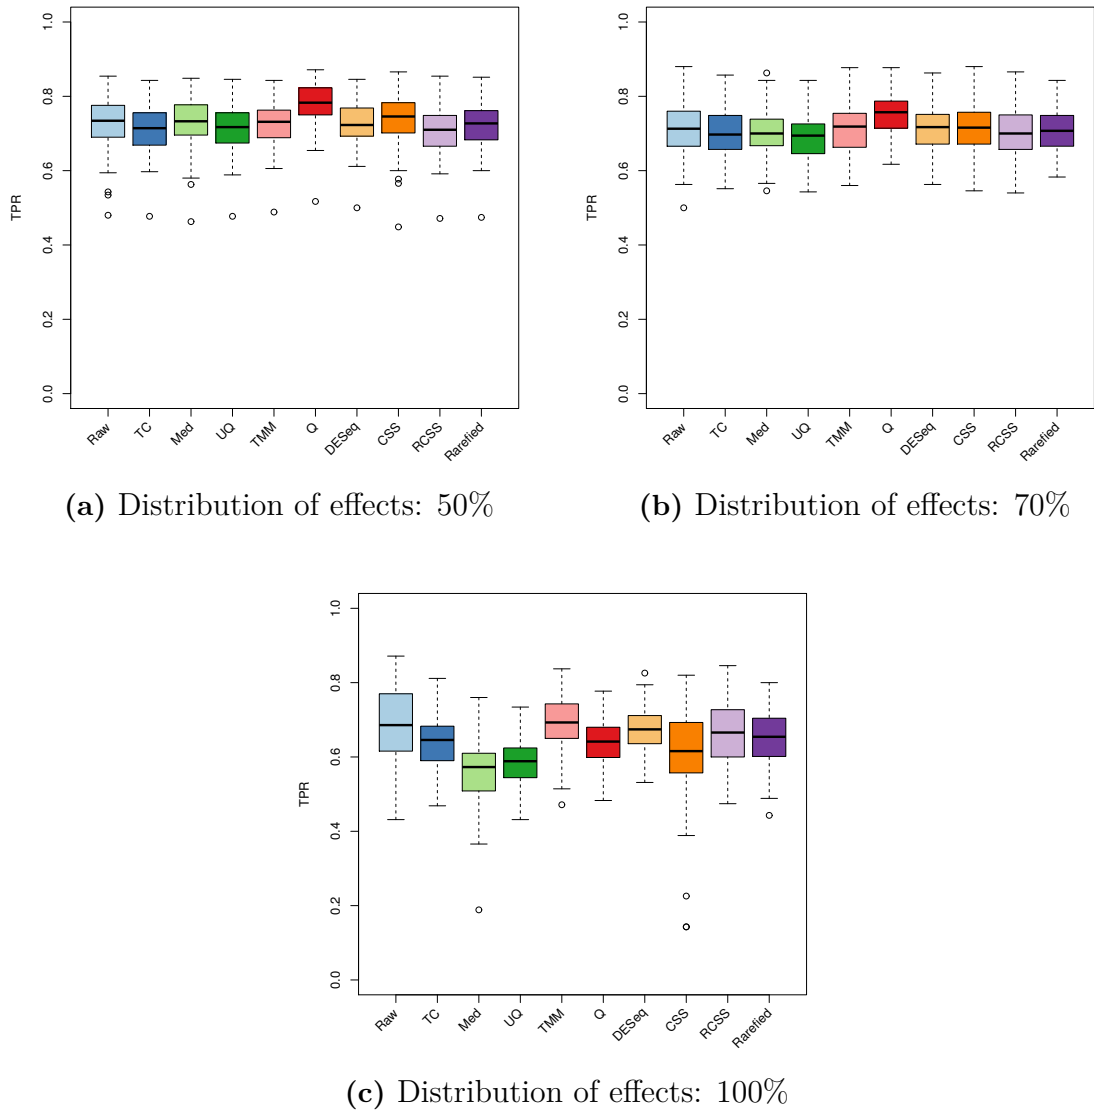 1.0
0.8
0.6
0.4
0.2
0.0
TPR
Raw
TC
Med
UQ
TMM
Q
DESeq
CSS
RCSS
Rarefied
(a) Distribution of effects: 50%
1.0
0.8
0.6
0.4
0.2
0.0
TPR
Raw
TC
Med
UQ
TMM
Q
DESeq
CSS
RCSS
Rarefied
(b) Distribution of effects: 70%
1.0
0.8
0.6
0.4
0.2
0.0
TPR
Raw
TC
Med
UQ
TMM
Q
DESeq
CSS
RCSS
Rarefied
(c) Distribution of effects: 100%